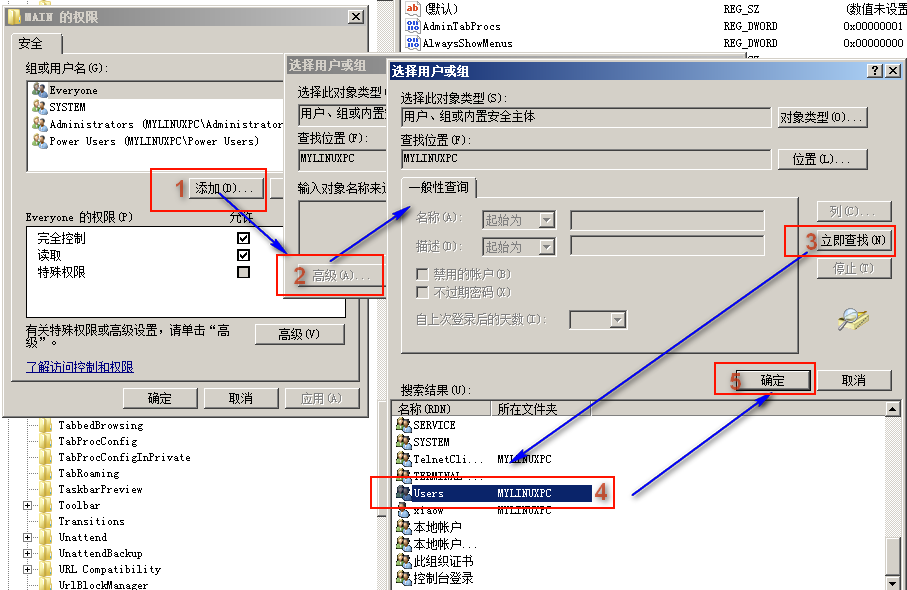 MAIN 的权限
安全
组或用户名(G):
Everyone
SYSTEM
Administrators (MYLINUXPC\Administrator
Power Users (MYLINUXPC\Power Users)
1
添加(D)...
Everyone 的权限(P)
允许
完全控制
读取
特殊权限
有关特殊权限或高级设置，请单击“高
级”。
高级(V)
了解访问控制和权限
确定
取消
应用(A)
TabbedBrowsing
TabProcConfig
TabProcConfigInPrivate
TabRoaming
TaskbarPreview
Toolbar
Transitions
Unattend
UnattendBackup
URL Compatibility
UrlBlockManager
选择用户或组
选择此对象类型(
用户、组或内置
查找位置(F):
MYLINUXPC
输入对象名称来
2
高级(A)...
(默认)
REG_SZ
(数值未设置
AdminTabProcs
REG_DWORD
0x00000001
AlwaysShowMenus
REG_DWORD
0x00000000
选择用户或组
选择此对象类型(S):
用户、组或内置安全主体
对象类型(O)...
查找位置(F):
MYLINUXPC
位置(L)...
一般性查询
名称(A):
起始为
描述(D):
起始为
禁用的帐户(B)
不过期密码(X)
自上次登录后的天数(I):
列(C)...
3
立即查找(N)
停止(T)
5
确定
取消
搜索结果(U):
名称(RDN)
所在文件夹
SERVICE
SYSTEM
TelnetCli...
MYLINUXPC
TERMINAL ...
Users
MYLINUXPC
4
xiaow
MYLINUXPC
本地帐户
本地帐户...
此组织证书
控制台登录